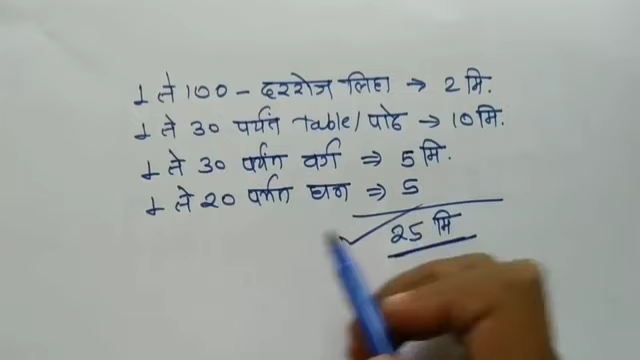 1 ते 100 - दररोज लिहा → 2 मि.
1 ते 30 पर्यंत Table/पाढे → 10 मि.
1 ते 30 पर्यंत वर्ग ⇒ 5 मि.
1 ते 20 पर्यंत घन ⇒ 5
25 मि